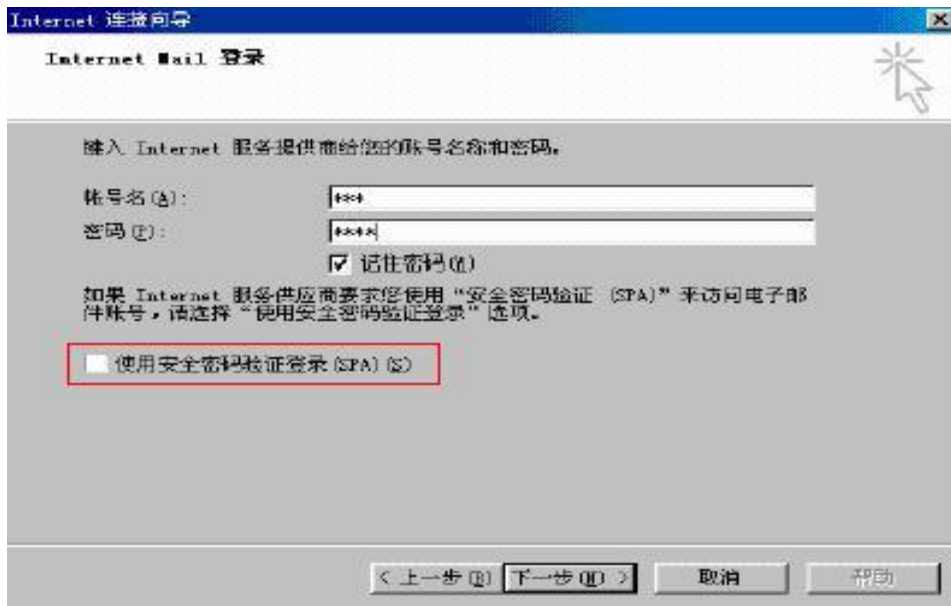 Internet 连接向导
Internet Mail 登录
键入 Internet 服务提供商给您的账号名称和密码。
帐号名(A): ***
密码(P): ****
记住密码(W)
如果 Internet 服务供应商要求您使用“安全密码验证 (SPA)”来访问电子邮
件账号，请选择“使用安全密码验证登录”选项。
使用安全密码验证登录(SPA)(S)
< 上一步(B) 下一步(N) > 取消 帮助